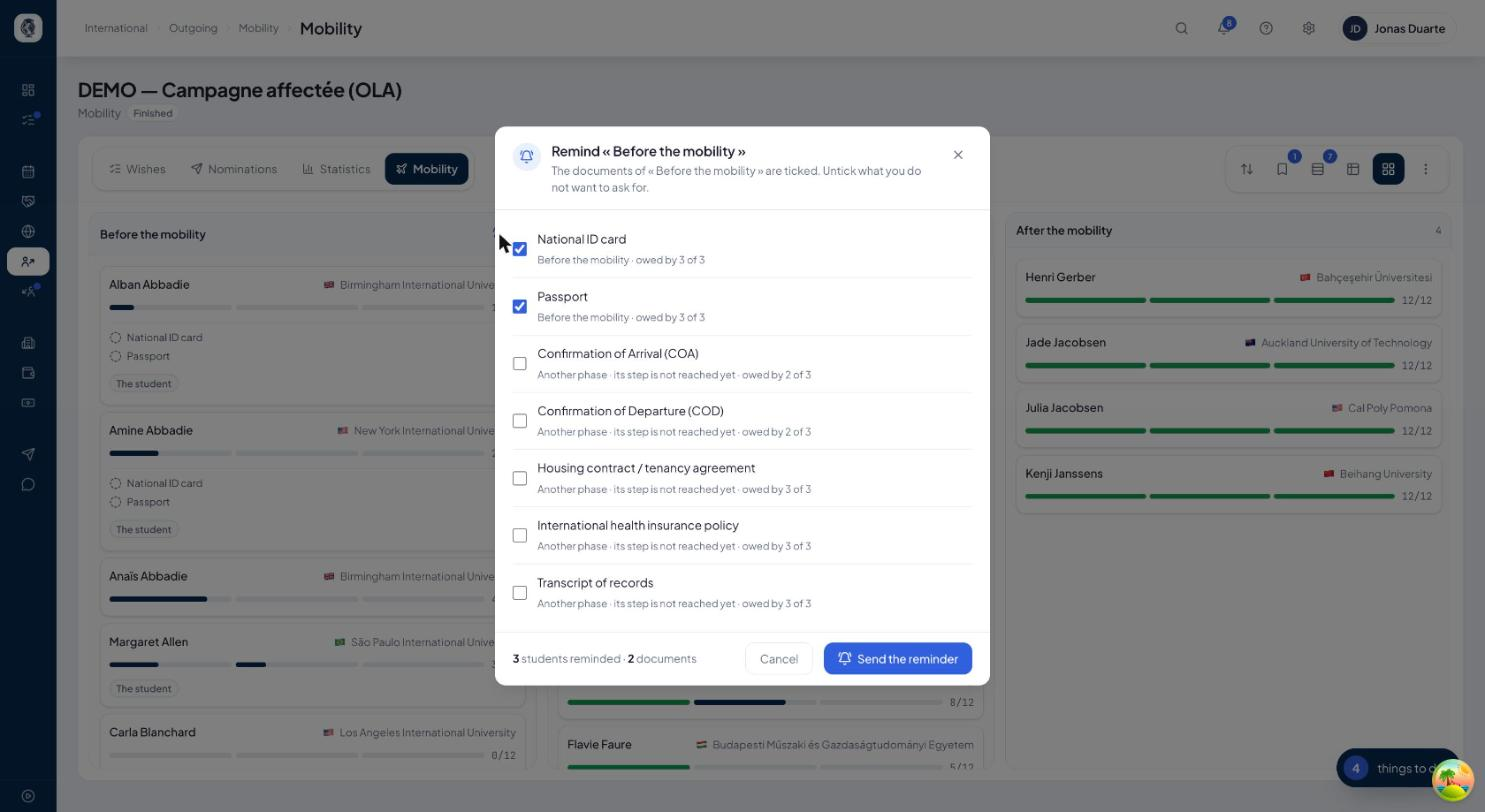 International
Outgoing
Mobility
Mobility
8
JD
Jonas Duarte
DEMO — Campagne affectée (OLA)
Mobility
Finished
Wishes
Nominations
Statistics
Mobility
1
7
Before the mobility
Alban Abbadie
Birmingham International Unive
National ID card
Passport
The student
Amine Abbadie
New York International Unive
National ID card
Passport
The student
Anaïs Abbadie
Birmingham International Unive
Margaret Allen
São Paulo International Unive
The student
Carla Blanchard
Los Angeles International University
0/12
Remind « Before the mobility »
The documents of « Before the mobility » are ticked. Untick what you do
not want to ask for.
National ID card
Before the mobility · owed by 3 of 3
Passport
Before the mobility · owed by 3 of 3
Confirmation of Arrival (COA)
Another phase · its step is not reached yet · owed by 2 of 3
Confirmation of Departure (COD)
Another phase · its step is not reached yet · owed by 2 of 3
Housing contract / tenancy agreement
Another phase · its step is not reached yet · owed by 3 of 3
International health insurance policy
Another phase · its step is not reached yet · owed by 3 of 3
Transcript of records
Another phase · its step is not reached yet · owed by 3 of 3
3 students reminded · 2 documents
Cancel
Send the reminder
8/12
Flavie Faure
Budapesti Műszaki és Gazdaságtudományi Egyetem
5/12
After the mobility
4
Henri Gerber
Bahçeşehir Üniversitesi
12/12
Jade Jacobsen
Auckland University of Technology
12/12
Julia Jacobsen
Cal Poly Pomona
12/12
Kenji Janssens
Beihang University
12/12
4
things to d